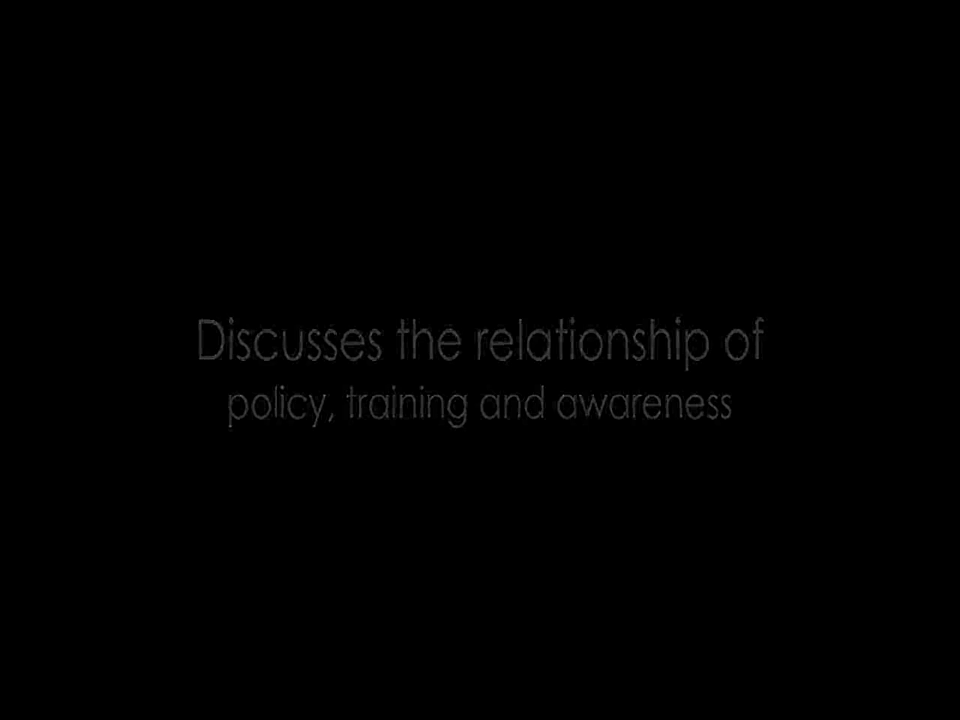 Discusses the relationship of
policy, training and awareness